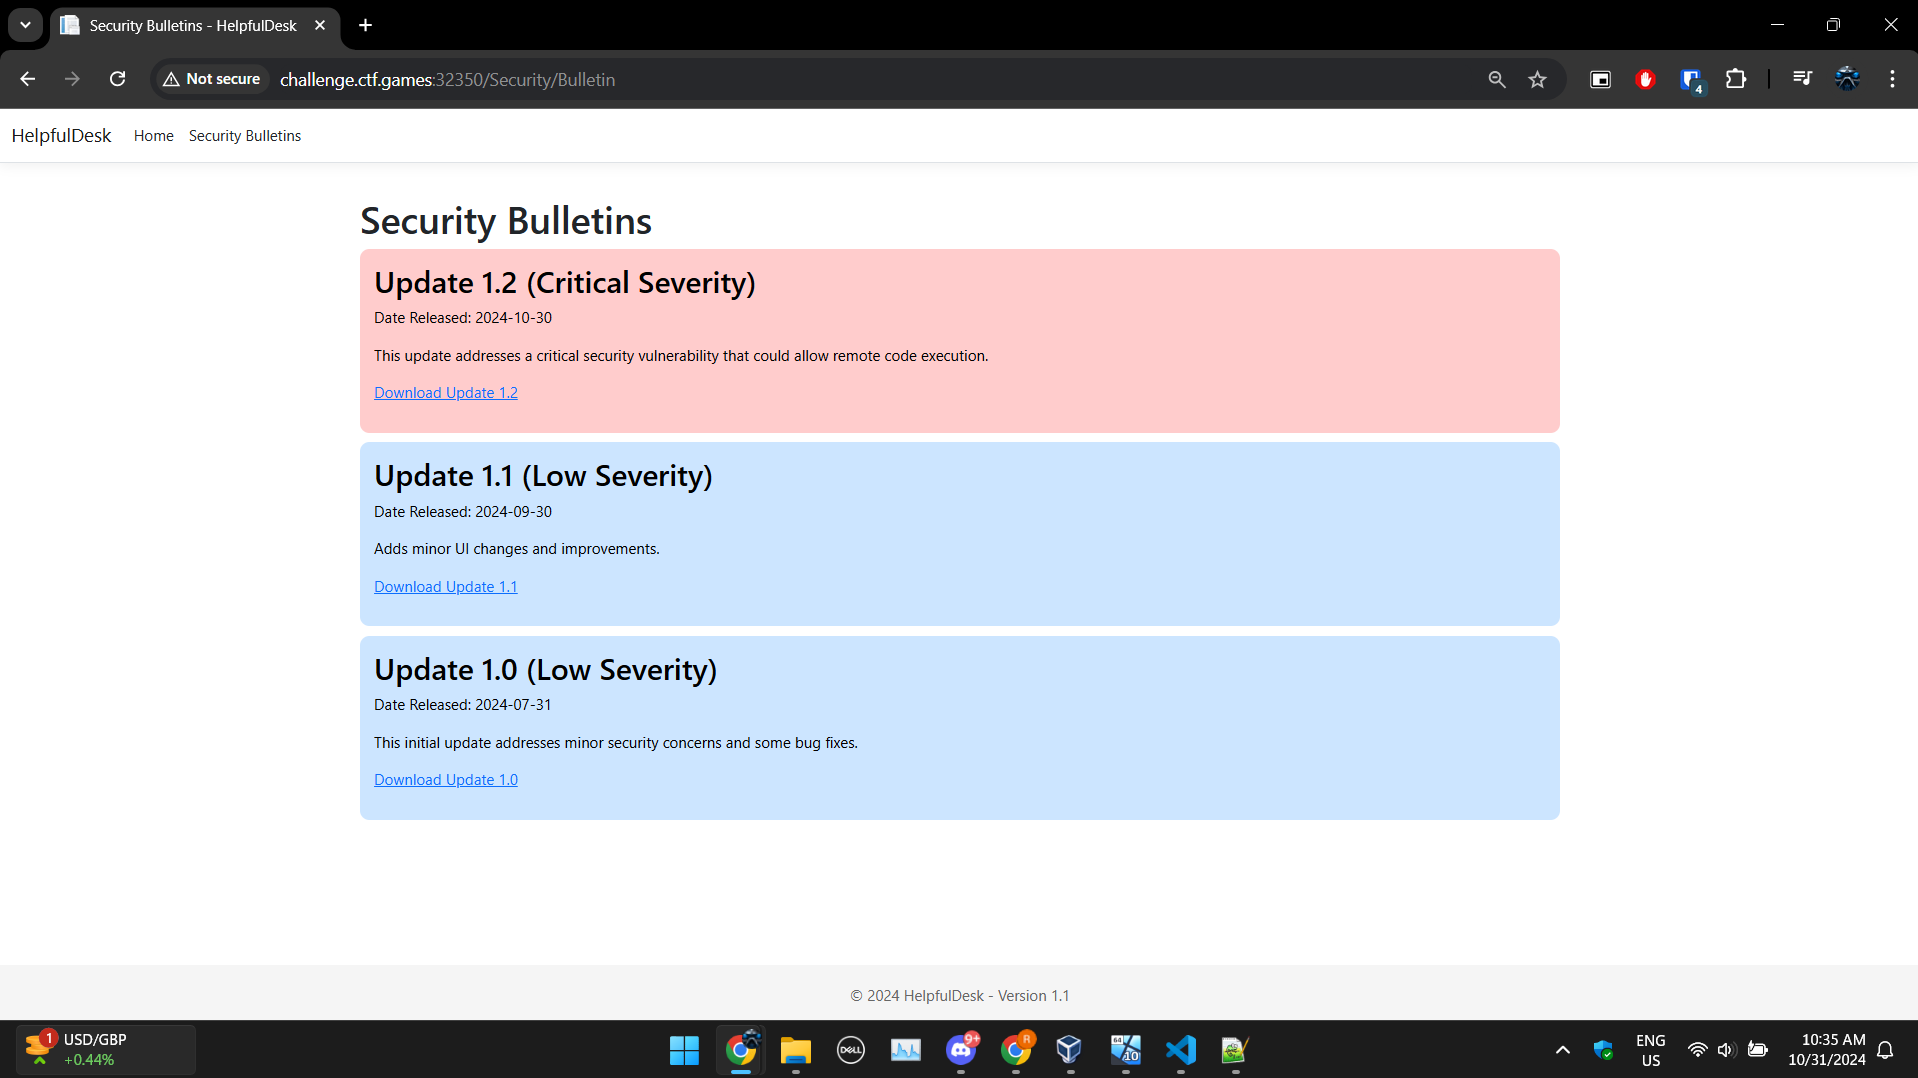 Security Bulletins - HelpfulDesk
Not secure
challenge.ctf.games:32350/Security/Bulletin
4
HelpfulDesk
Home
Security Bulletins
Security Bulletins
Update 1.2 (Critical Severity)
Date Released: 2024-10-30
This update addresses a critical security vulnerability that could allow remote code execution.
Download Update 1.2
Update 1.1 (Low Severity)
Date Released: 2024-09-30
Adds minor UI changes and improvements.
Download Update 1.1
Update 1.0 (Low Severity)
Date Released: 2024-07-31
This initial update addresses minor security concerns and some bug fixes.
Download Update 1.0
© 2024 HelpfulDesk - Version 1.1
1
USD/GBP
+0.44%
DELL
9+
R
64
10
ENG
US
10:35 AM
10/31/2024